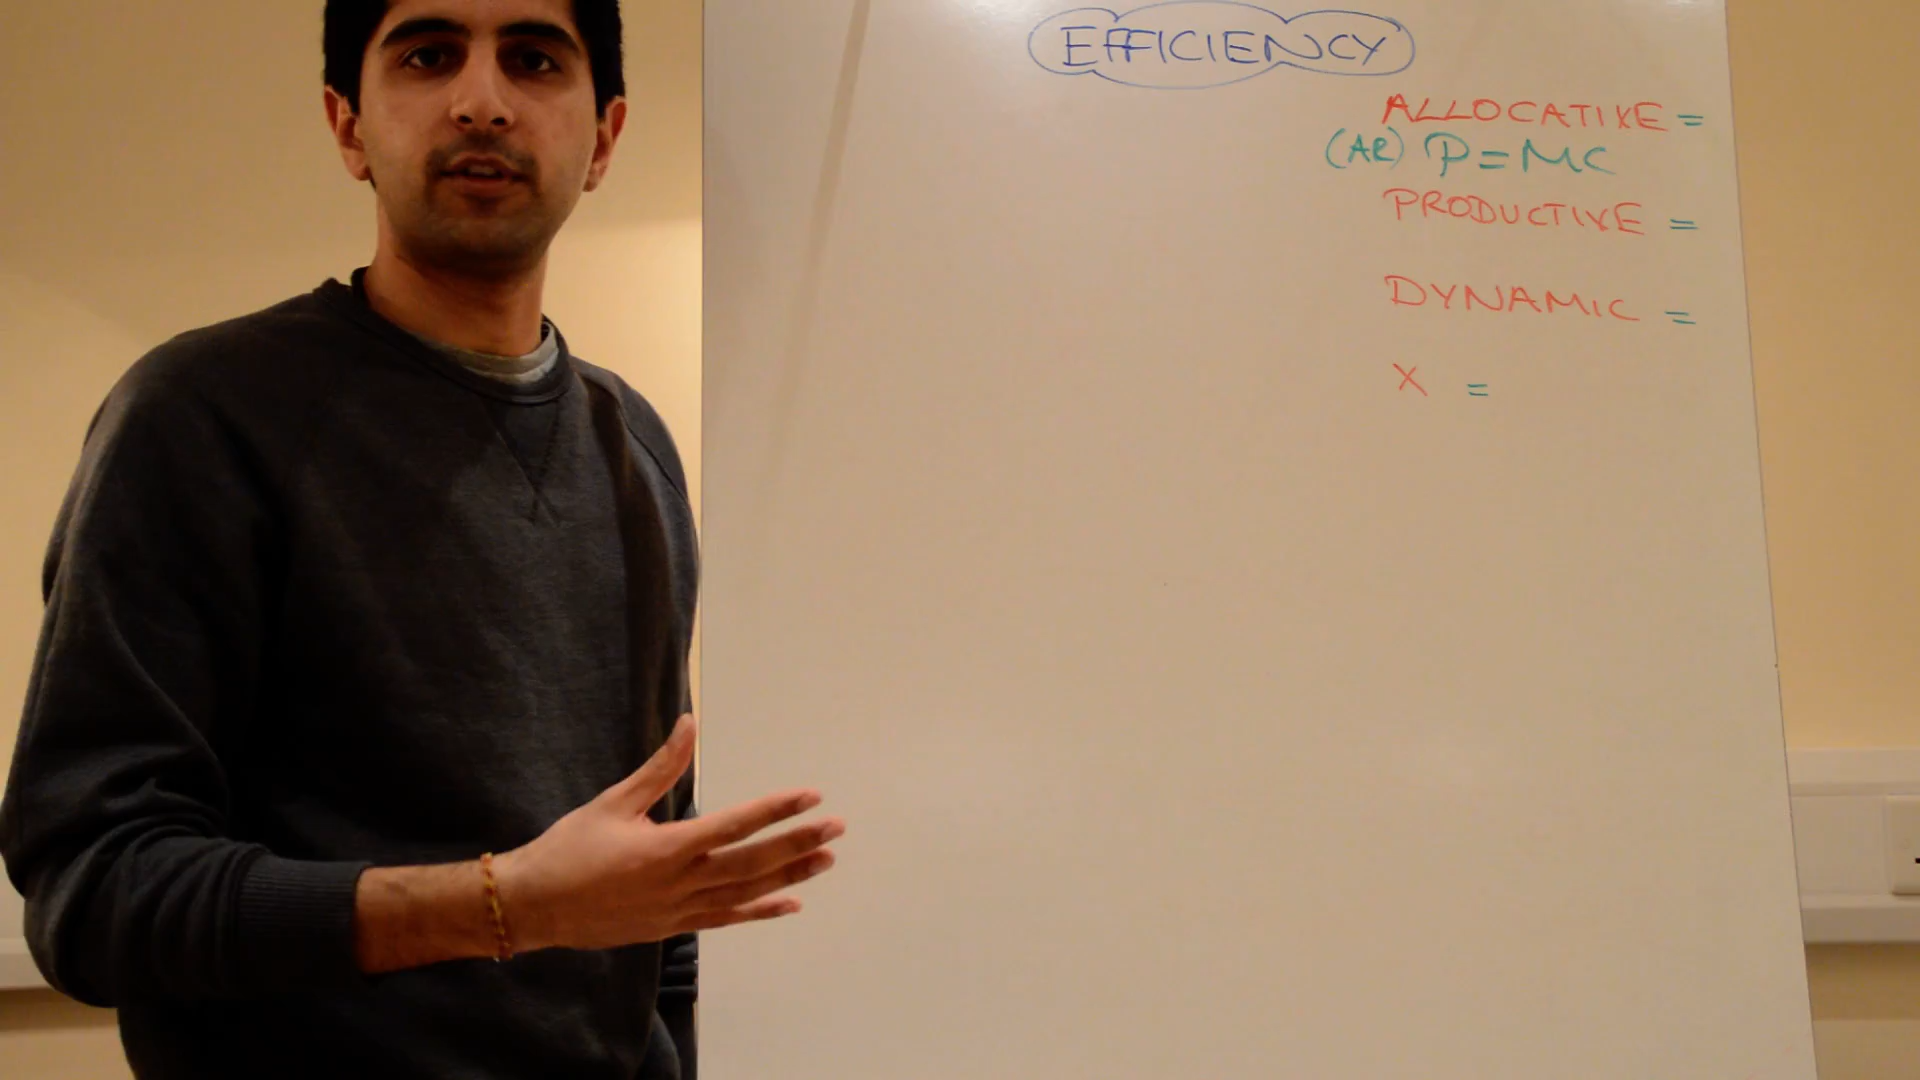 EFFICIENCY
ALLOCATIVE =
(AR) P = MC
PRODUCTIVE =
DYNAMIC =
X =